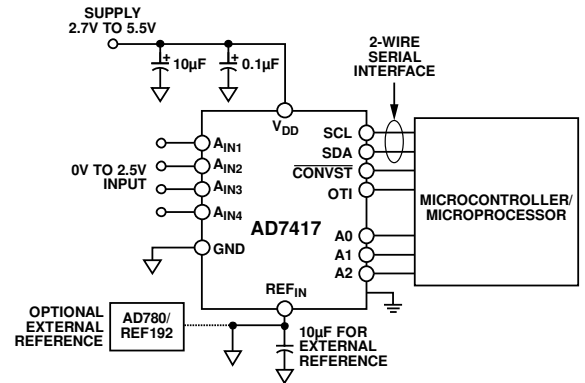 SUPPLY
2.7V TO 5.5V
10µF
0.1µF
2-WIRE
SERIAL
INTERFACE
VDD
AIN1
AIN2
AIN3
AIN4
0V TO 2.5V
INPUT
GND
AD7417
SCL
SDA
CONVST
OTI
A0
A1
A2
MICROCONTROLLER/
MICROPROCESSOR
REFIN
OPTIONAL
EXTERNAL
REFERENCE
AD780/
REF192
10µF FOR
EXTERNAL
REFERENCE